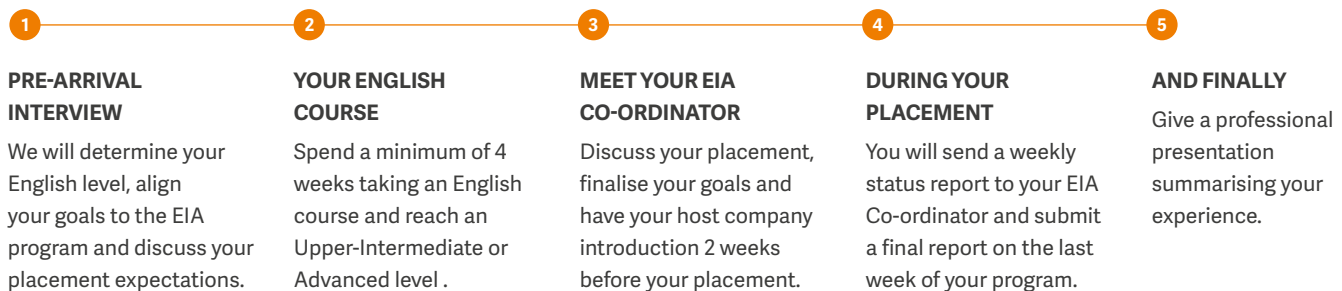 1
PRE-ARRIVAL
INTERVIEW
We will determine your
English level, align
your goals to the EIA
program and discuss your
placement expectations.
2
YOUR ENGLISH
COURSE
Spend a minimum of 4
weeks taking an English
course and reach an
Upper-Intermediate or
Advanced level .
3
MEET YOUR EIA
CO-ORDINATOR
Discuss your placement,
finalise your goals and
have your host company
introduction 2 weeks
before your placement.
4
DURING YOUR
PLACEMENT
You will send a weekly
status report to your EIA
Co-ordinator and submit
a final report on the last
week of your program.
5
AND FINALLY
Give a professional
presentation
summarising your
experience.